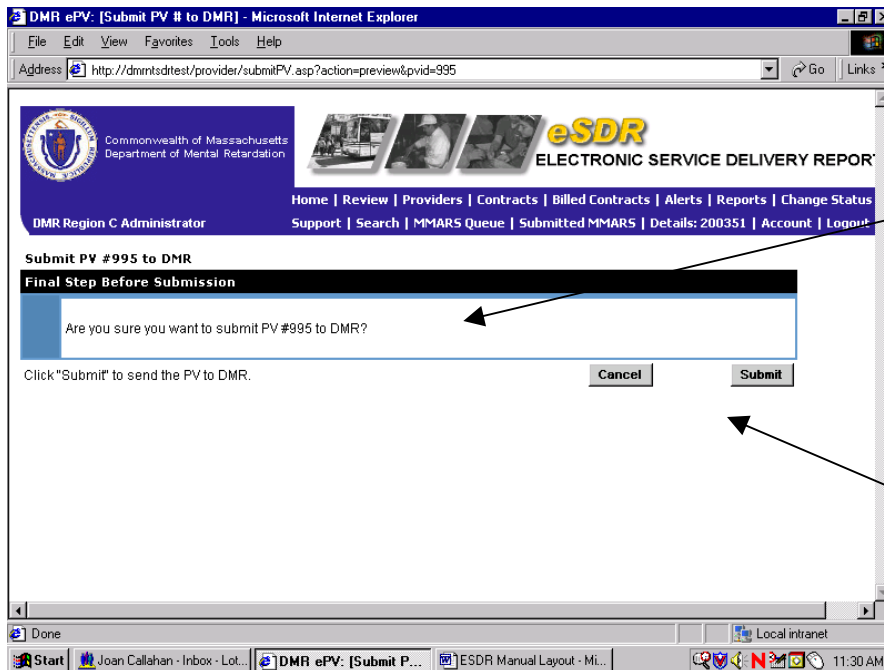 DMR ePV: [Submit PV # to DMR] - Microsoft Internet Explorer
File Edit View Favorites Tools Help
Address http://dmrntsdrtest/provider/submitPV.asp?action=preview&pvid=995 Go Links
Commonwealth of Massachusetts
Department of Mental Retardation
eSDR
ELECTRONIC SERVICE DELIVERY REPOR
Home | Review | Providers | Contracts | Billed Contracts | Alerts | Reports | Change Status
DMR Region C Administrator Support | Search | MMARS Queue | Submitted MMARS | Details: 200351 | Account | Logout
Submit PV #995 to DMR
Final Step Before Submission
Are you sure you want to submit PV #995 to DMR?
Click "Submit" to send the PV to DMR. Cancel Submit
Done Local intranet
Start Joan Callahan - Inbox - Lot... DMR ePV: [Submit P... ESDR Manual Layout - Mi... 11:30 AM